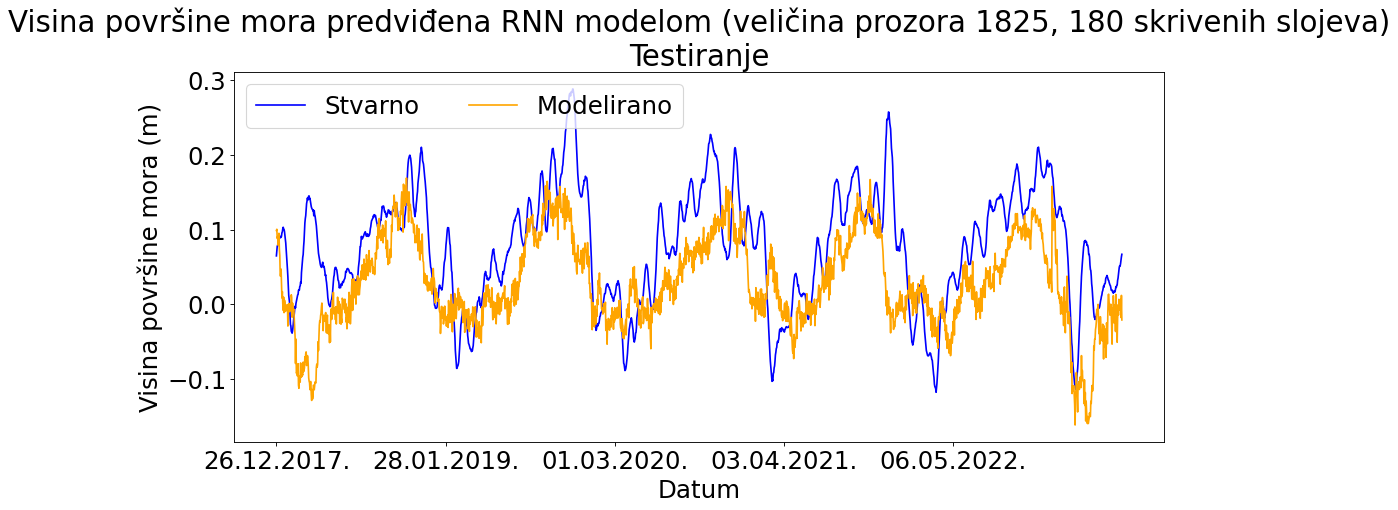 Visina površine mora predviđena RNN modelom (veličina prozora 1825, 180 skrivenih slojeva)
Testiranje
Stvarno
Modelirano
Visina površine mora (m)
0.3
0.2
0.1
0.0
−0.1
26.12.2017.
28.01.2019.
01.03.2020.
03.04.2021.
06.05.2022.
Datum